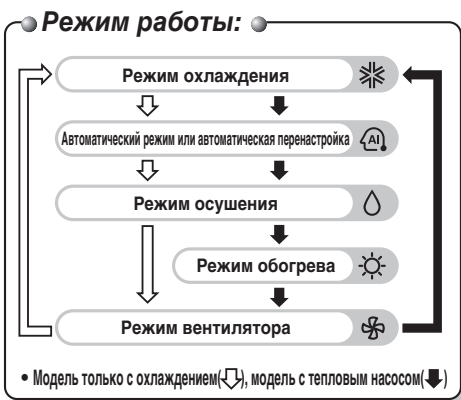 Режим работы:
Режим охлаждения
Автоматический режим или автоматическая перенастройка AI
Режим осушения
Режим обогрева
Режим вентилятора
• Модель только с охлаждением(⇩), модель с тепловым насосом(⬇)